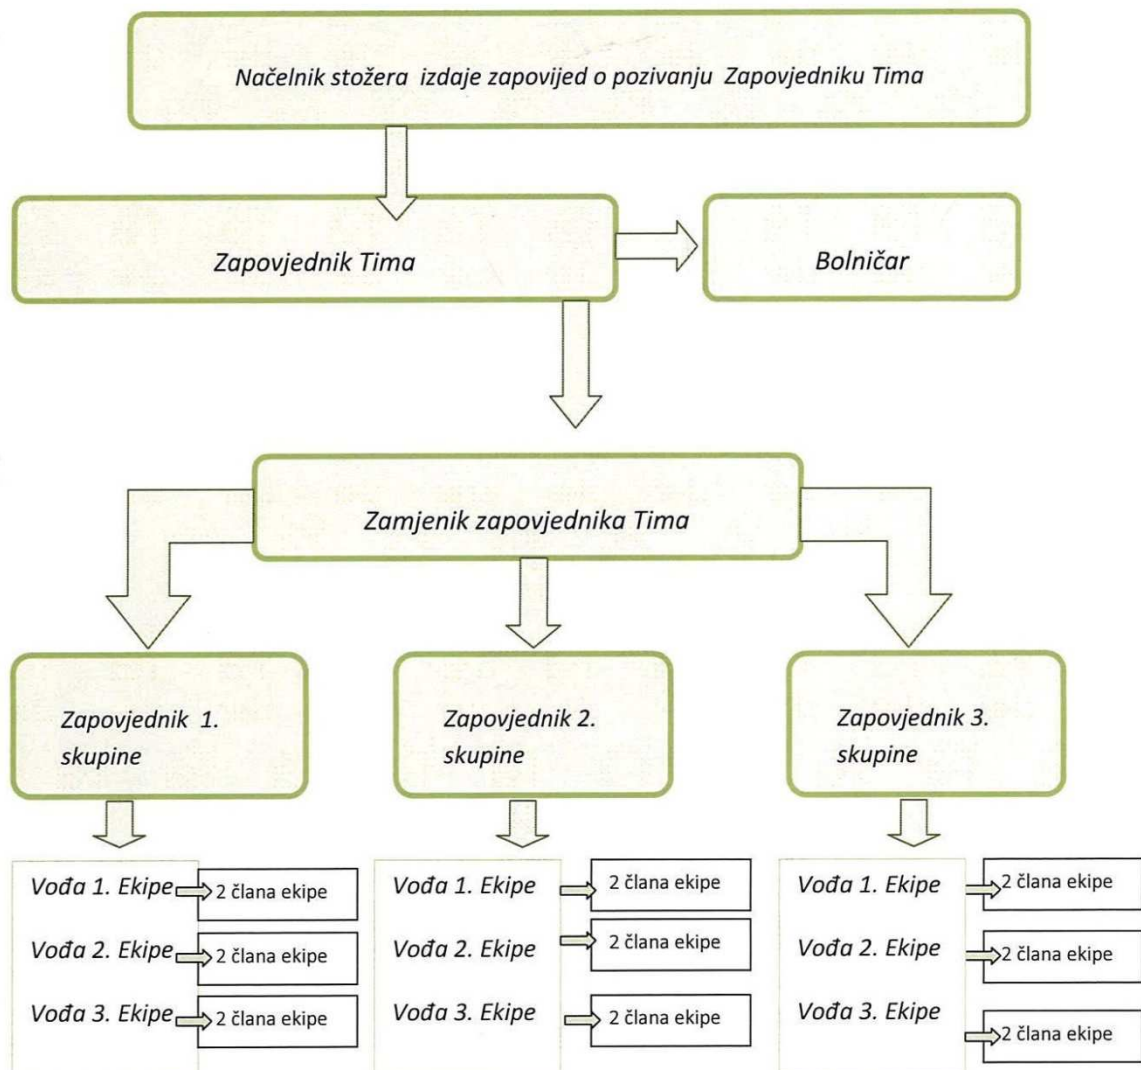 Načelnik stožera izdaje zapovijed o pozivanju Zapovjedniku Tima
Zapovjednik Tima
Bolničar
Zamjenik zapovjednika Tima
Zapovjednik 1.
skupine
Zapovjednik 2.
skupine
Zapovjednik 3.
skupine
Vođa 1. Ekipe
2 člana ekipe
Vođa 2. Ekipe
2 člana ekipe
Vođa 3. Ekipe
2 člana ekipe
Vođa 1. Ekipe
2 člana ekipe
Vođa 2. Ekipe
2 člana ekipe
Vođa 3. Ekipe
2 člana ekipe
Vođa 1. Ekipe
2 člana ekipe
Vođa 2. Ekipe
2 člana ekipe
Vođa 3. Ekipe
2 člana ekipe